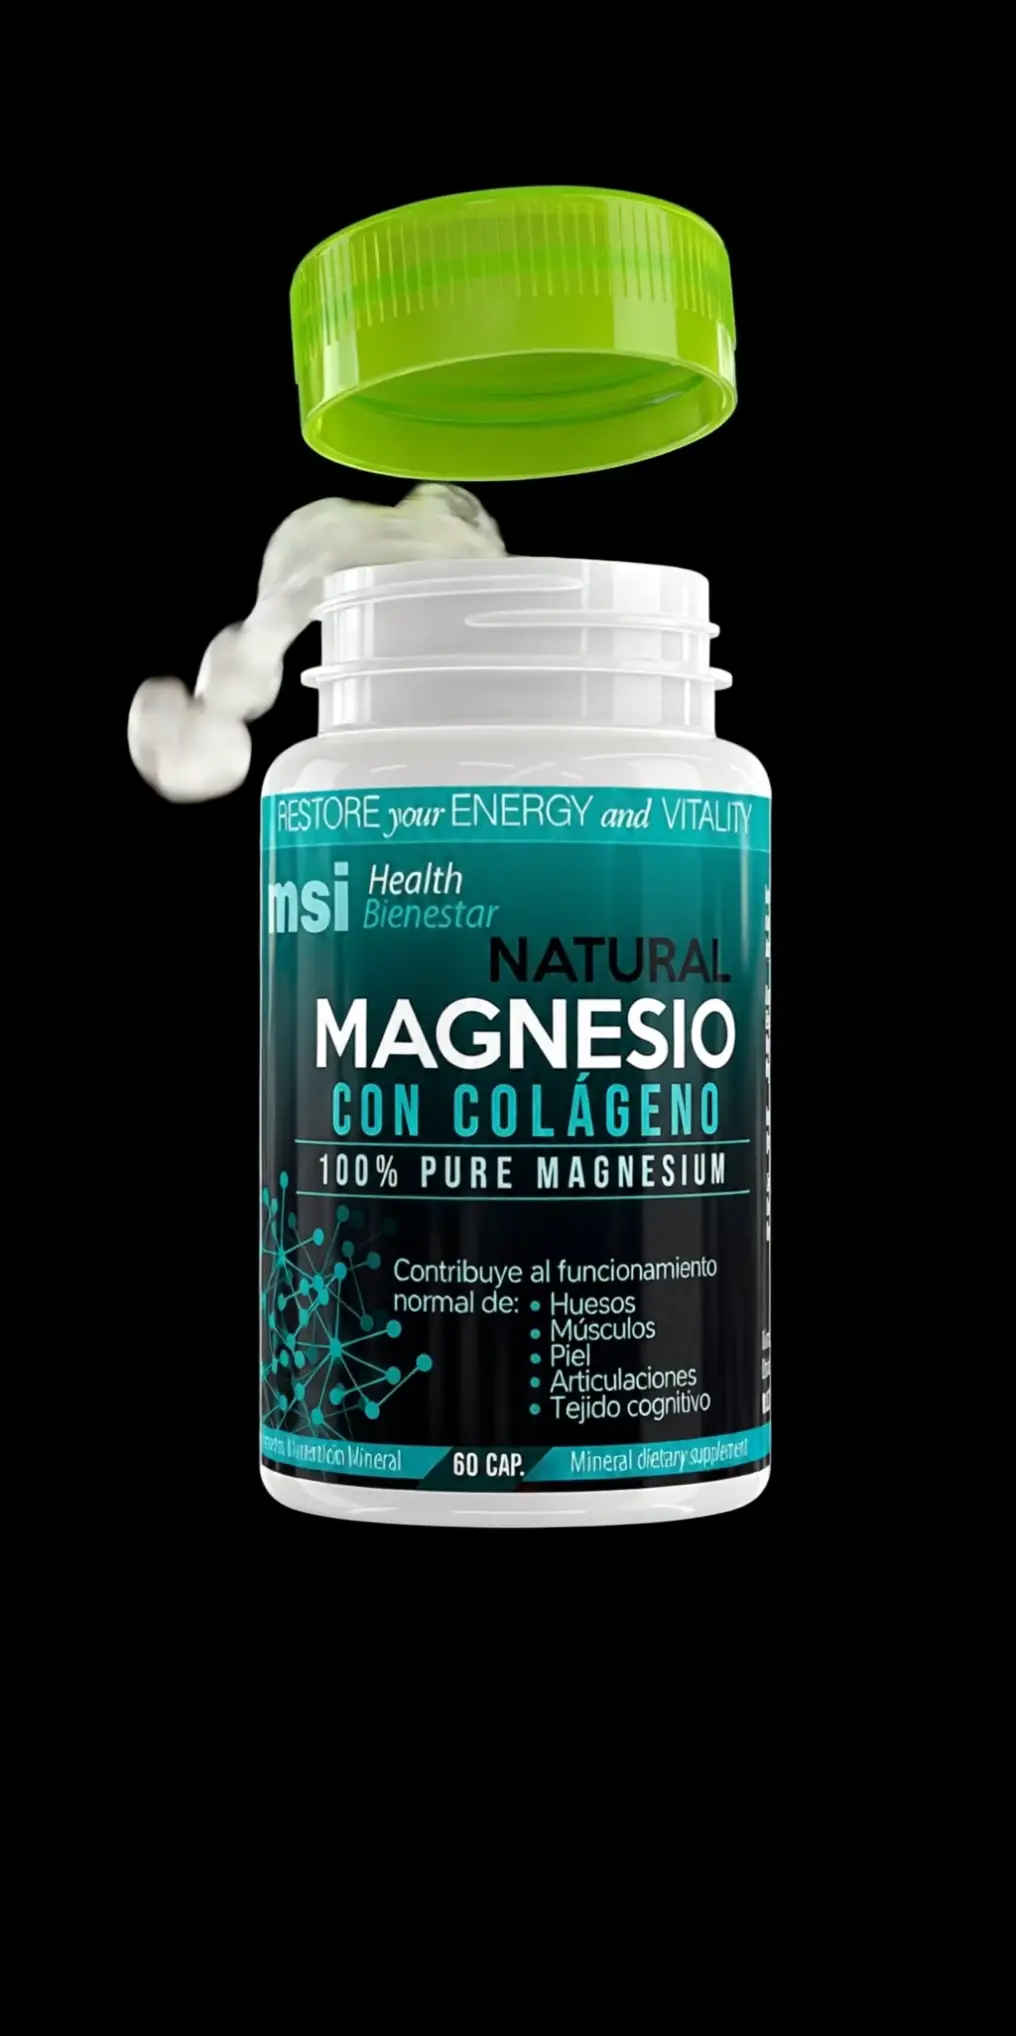 RESTORE your ENERGY and VITALITY
msi Health
Bienestar
NATURAL
MAGNESIO
CON COLÁGENO
100% PURE MAGNESIUM
Contribuye al funcionamiento
normal de: • Huesos
• Músculos
• Piel
• Articulaciones
• Tejido cognitivo
Mineral 60 CAP. Mineral dietary supplement